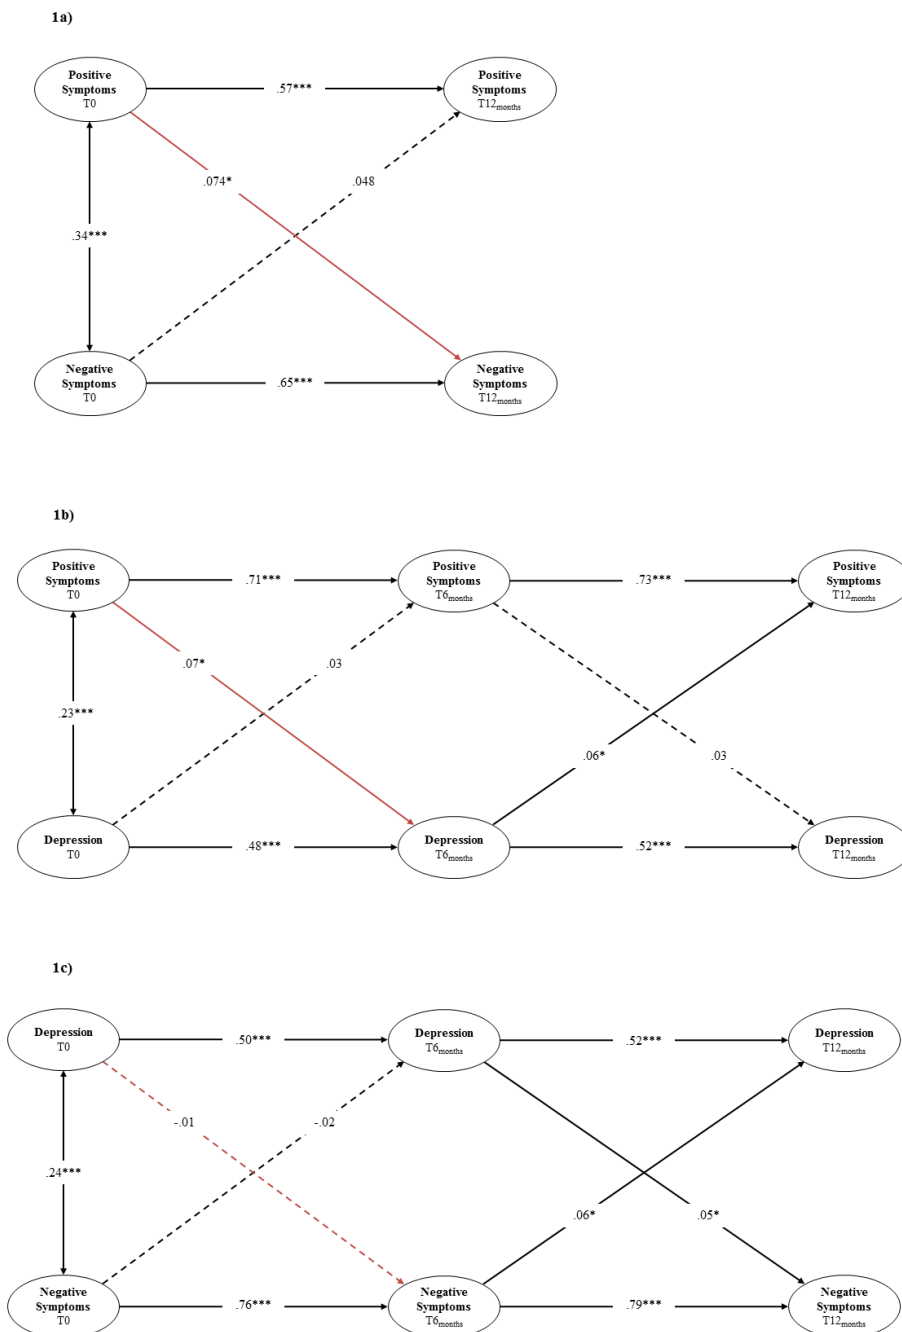 1a)
Positive
Symptoms
T0
.57***
Positive
Symptoms
T12months
.074*
.048
.34***
Negative
Symptoms
T0
.65***
Negative
Symptoms
T12months
1b)
Positive
Symptoms
T0
.71***
Positive
Symptoms
T6months
.73***
Positive
Symptoms
T12months
.07*
.03
.23***
.06*
.03
Depression
T0
.48***
Depression
T6months
.52***
Depression
T12months
1c)
Depression
T0
.50***
Depression
T6months
.52***
Depression
T12months
-.01
-.02
.24***
.06*
.05*
Negative
Symptoms
T0
.76***
Negative
Symptoms
T6months
.79***
Negative
Symptoms
T12months